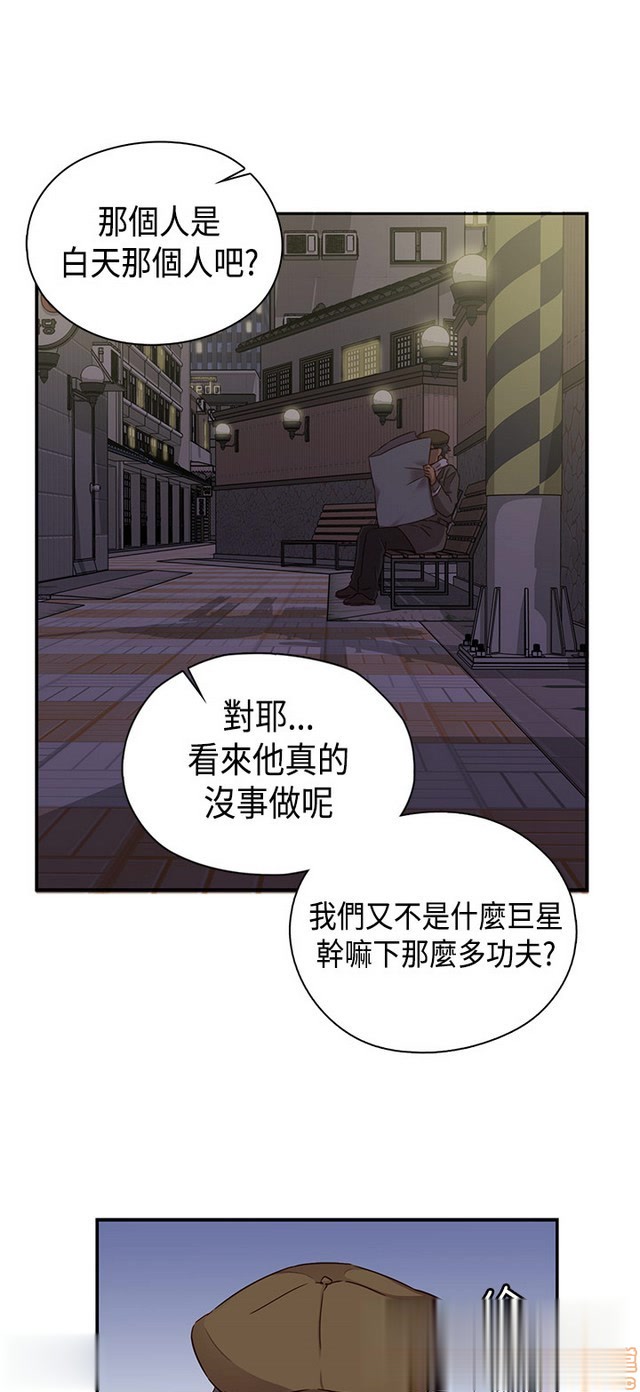 那個人是
白天那個人吧?
edo
對耶...
看來他真的
沒事做呢
我們又不是什麼巨星
幹嘛下那麼多功夫?